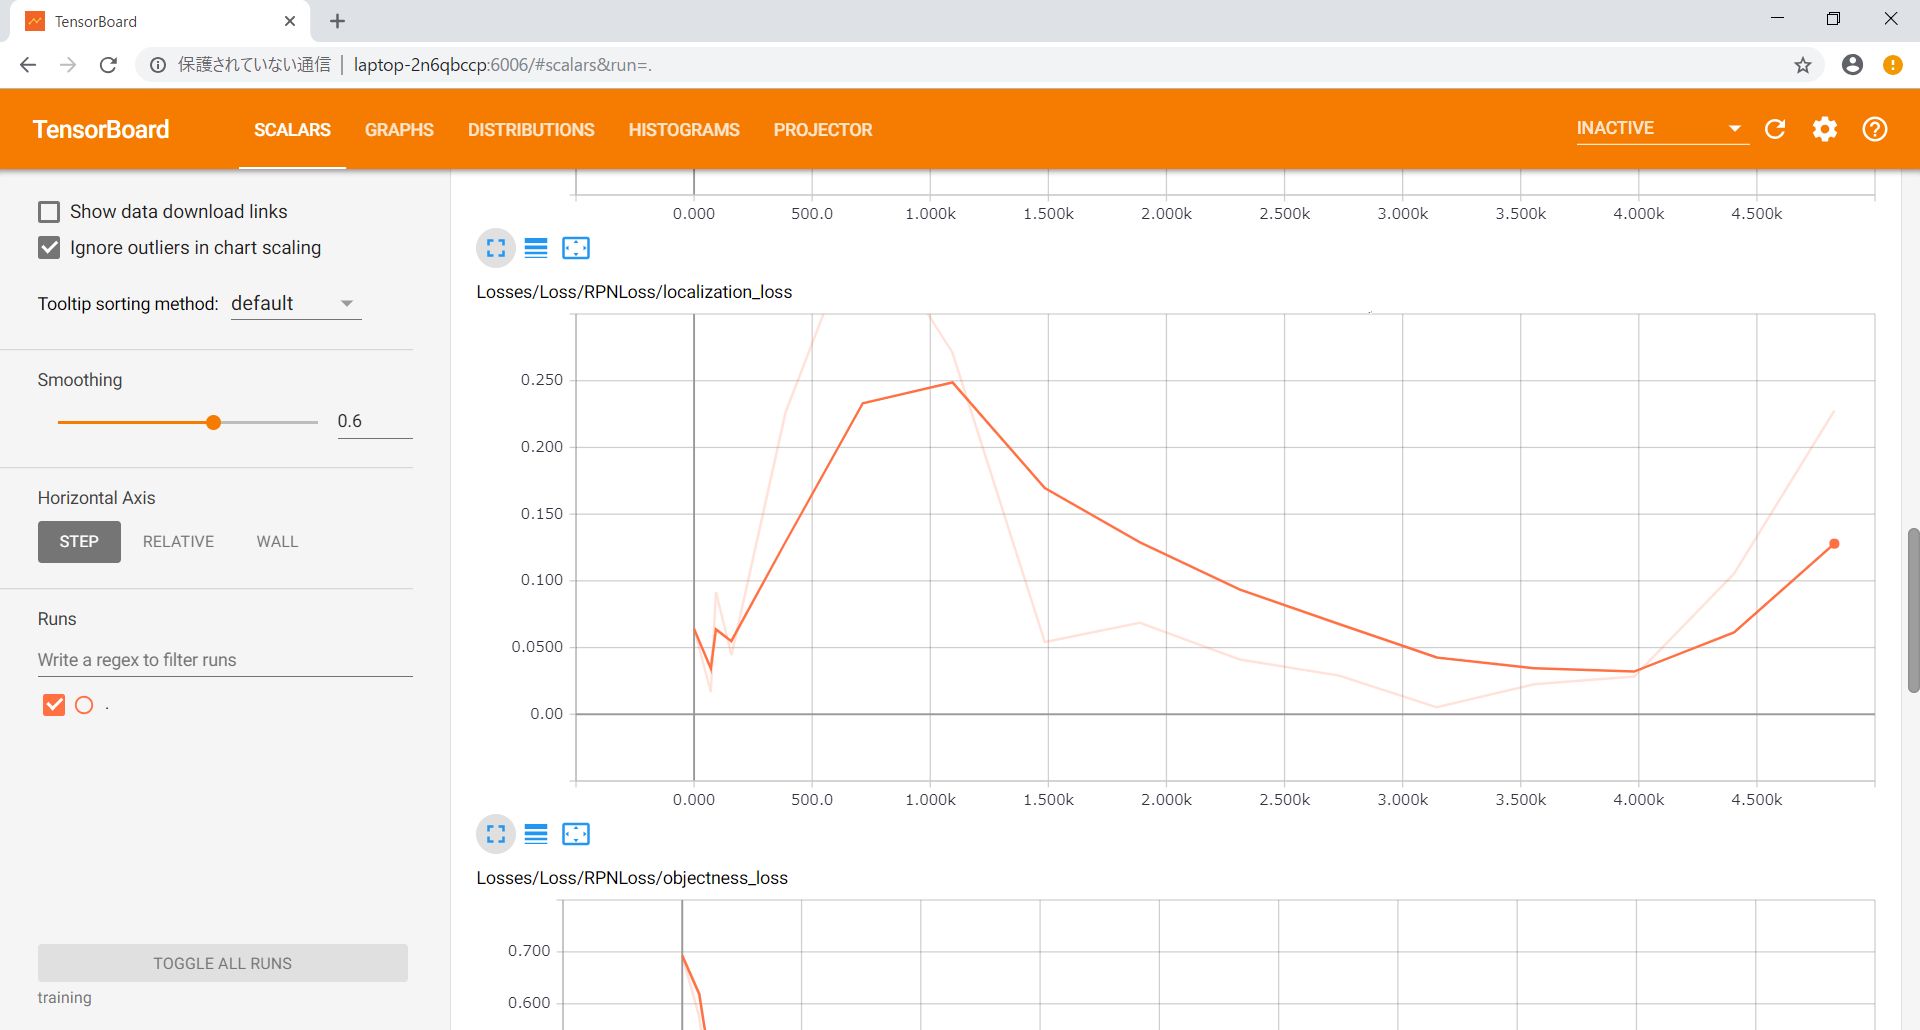 TensorBoard
保護されていない通信 | laptop-2n6qbccp:6006/#scalars&run=.
TensorBoard
SCALARS GRAPHS DISTRIBUTIONS HISTOGRAMS PROJECTOR
INACTIVE
Show data download links
Ignore outliers in chart scaling
Tooltip sorting method: default
Smoothing
0.6
Horizontal Axis
STEP RELATIVE WALL
Runs
Write a regex to filter runs
.
TOGGLE ALL RUNS
training
0.000 500.0 1.000k 1.500k 2.000k 2.500k 3.000k 3.500k 4.000k 4.500k
Losses/Loss/RPNLoss/localization_loss
0.250
0.200
0.150
0.100
0.0500
0.00
0.000 500.0 1.000k 1.500k 2.000k 2.500k 3.000k 3.500k 4.000k 4.500k
Losses/Loss/RPNLoss/objectness_loss
0.700
0.600